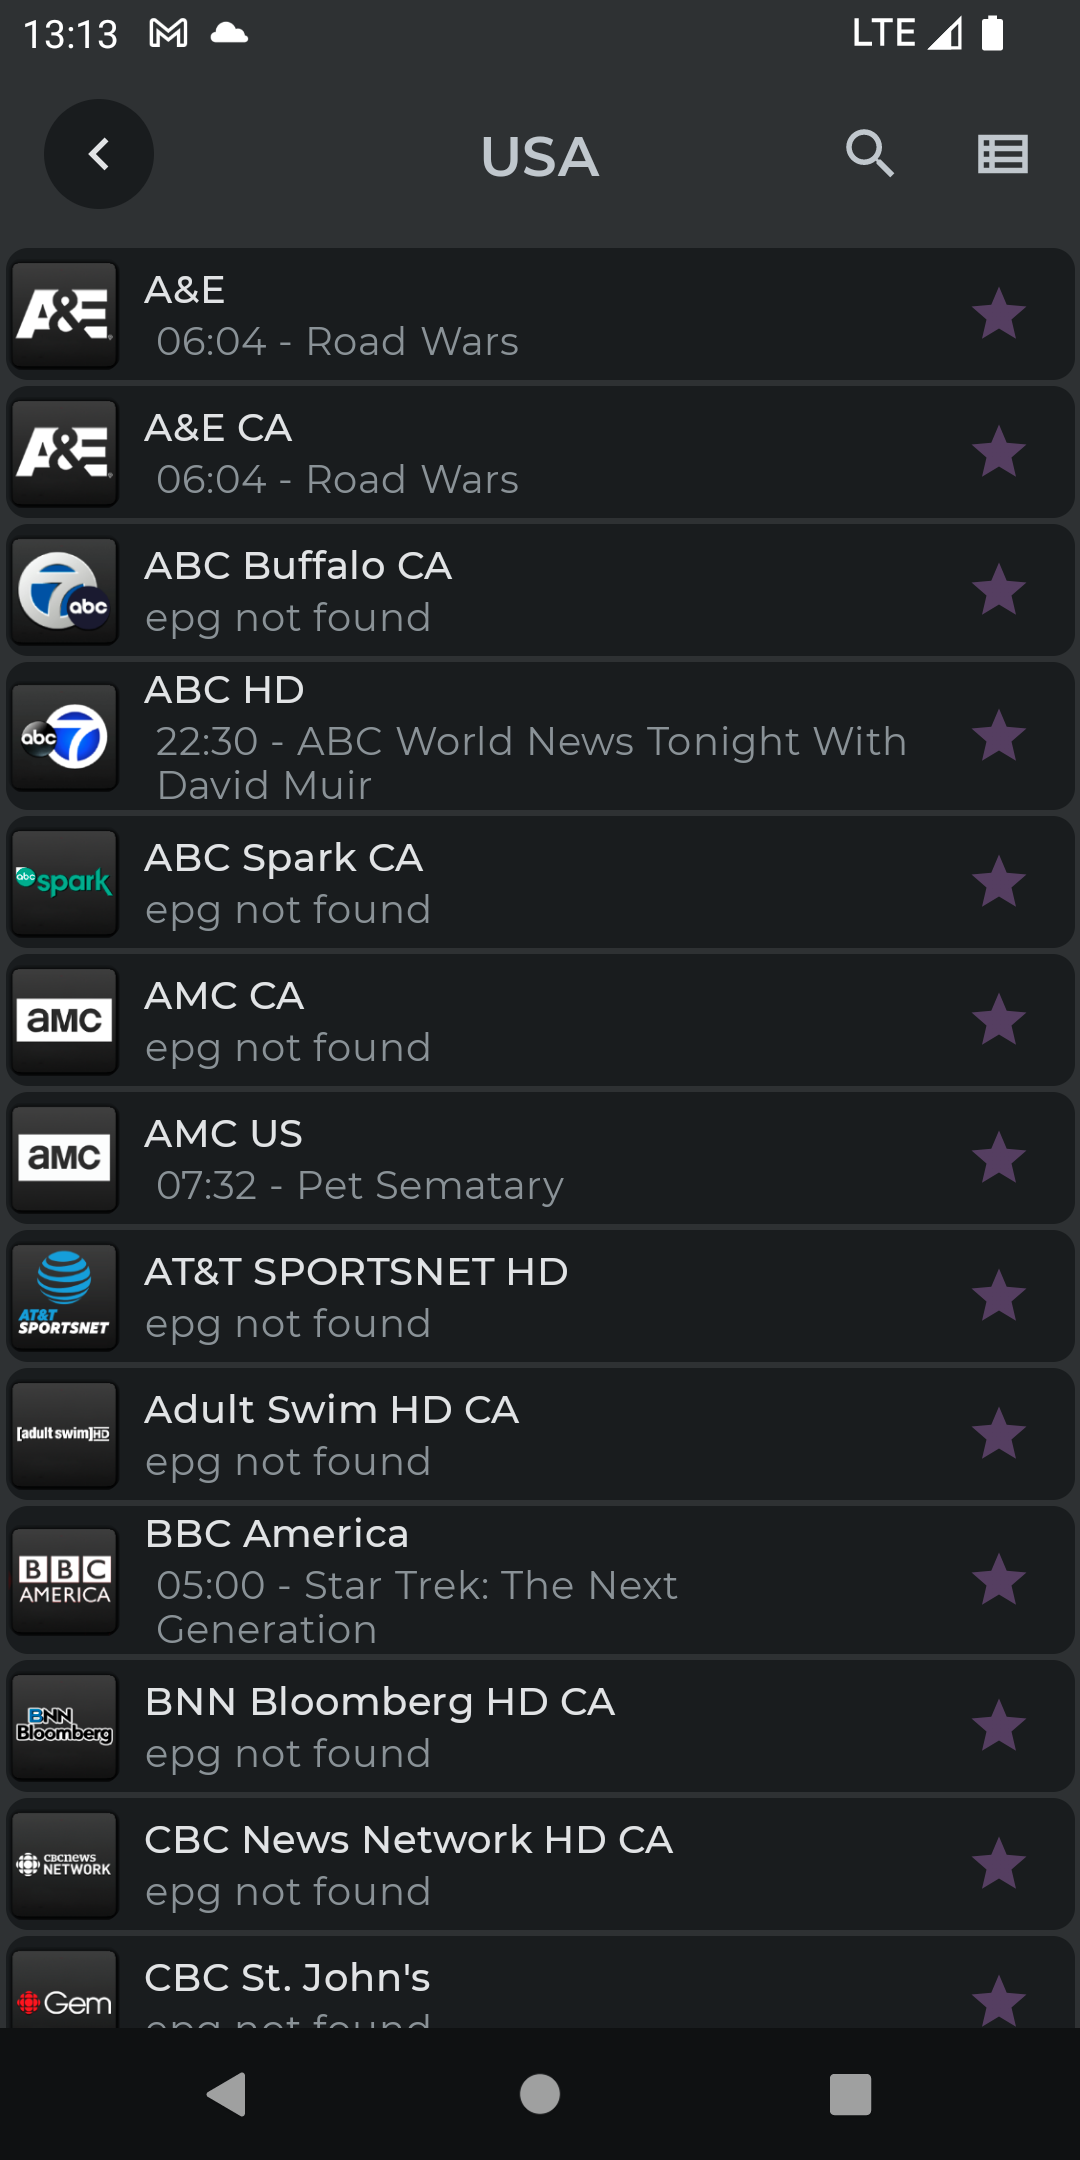 13:13 LTE
USA
A&E
A&E
06:04 - Road Wars
A&E
A&E CA
06:04 - Road Wars
7 abc
ABC Buffalo CA
epg not found
abc 7
ABC HD
22:30 - ABC World News Tonight With
David Muir
abc spark
ABC Spark CA
epg not found
aMC
AMC CA
epg not found
aMC
AMC US
07:32 - Pet Sematary
AT&T
SPORTSNET
AT&T SPORTSNET HD
epg not found
[adult swim]HD
Adult Swim HD CA
epg not found
BBC
AMERICA
BBC America
05:00 - Star Trek: The Next
Generation
BNN
Bloomberg
BNN Bloomberg HD CA
epg not found
CBCNEWS
NETWORK
CBC News Network HD CA
epg not found
Gem
CBC St. John's
epg not found